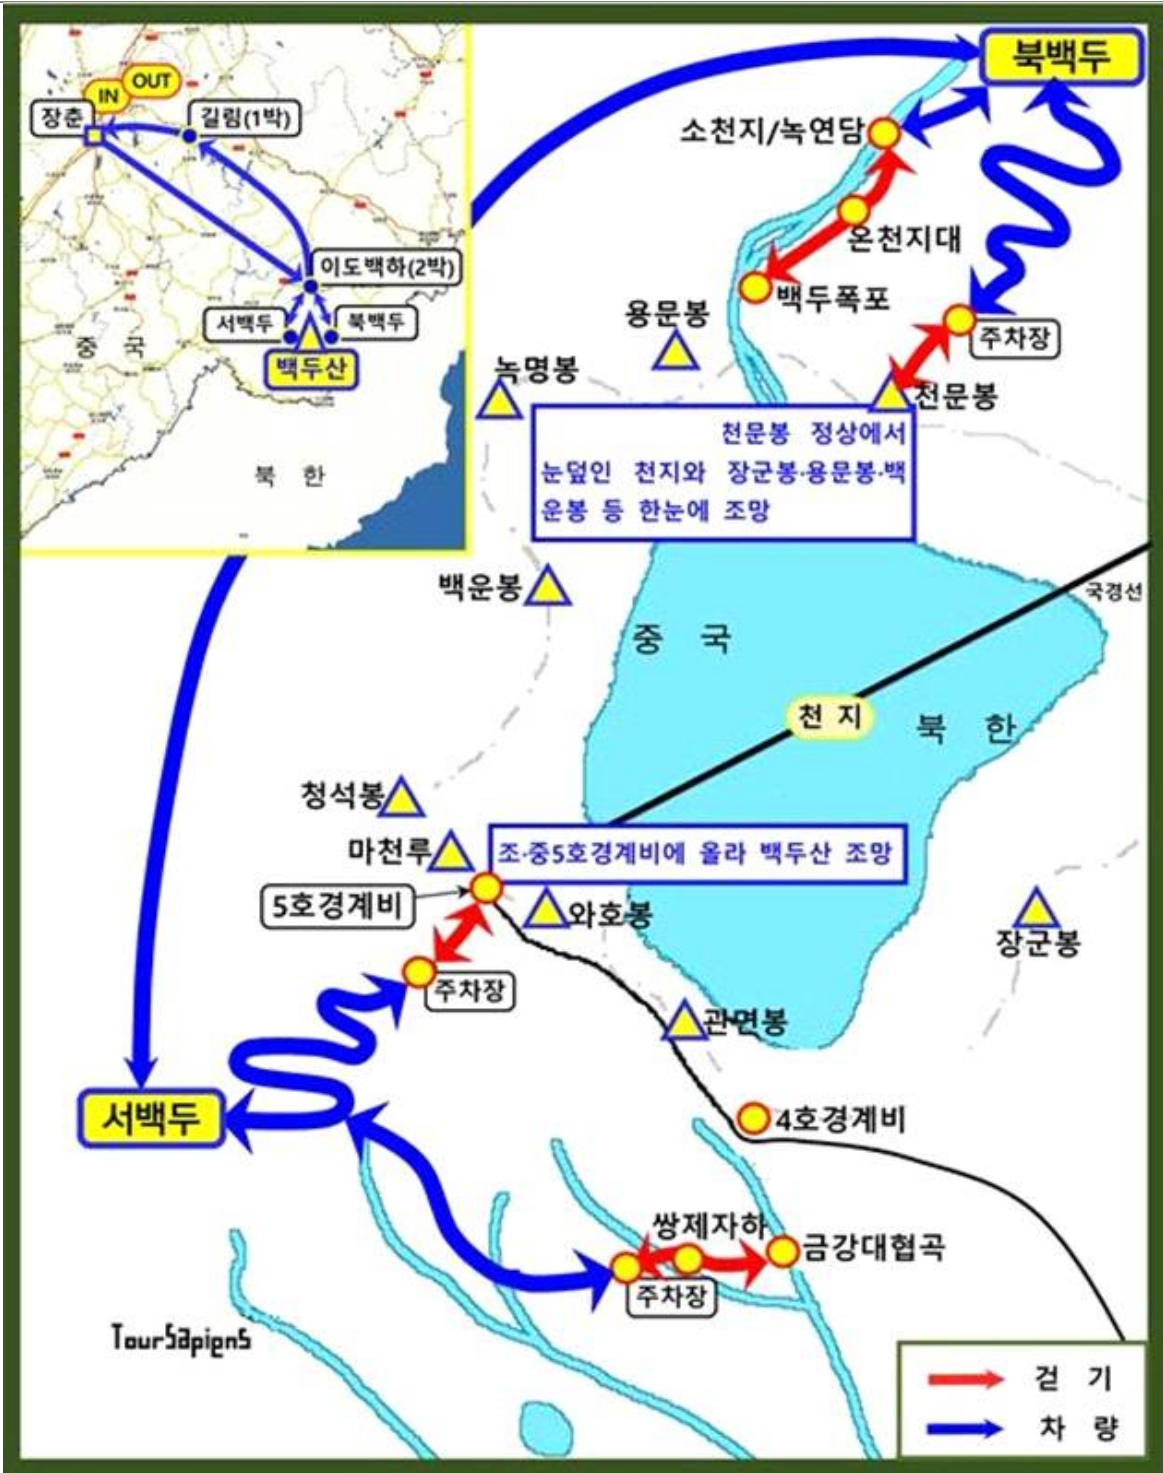 북백두
OUT
IN
장춘
길림(1박)
소천지/녹연담
온천지대
이도백하(2박)
백두폭포
서백두
북백두
용문봉
주차장
중 국
백두산
녹명봉
천문봉
천문봉 정상에서
눈덮인 천지와 장군봉·용문봉·백
운봉 등 한눈에 조망
북 한
백운봉
국경선
중 국
천 지
북 한
청석봉
마천루
조·중5호경계비에 올라 백두산 조망
5호경계비
와호봉
장군봉
주차장
관면봉
서백두
4호경계비
쌍제자하
금강대협곡
주차장
TourSapiens
걷 기
차 량